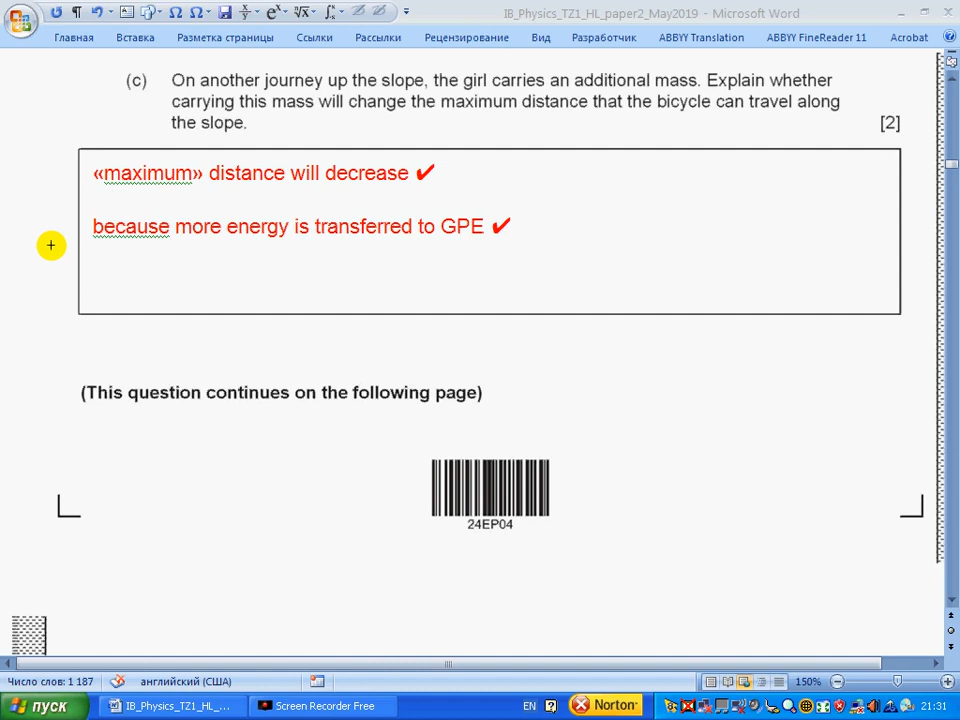 IB_Physics_TZ1_HL_paper2_May2019 - Microsoft Word
Главная Вставка Разметка страницы Ссылки Рассылки Рецензирование Вид Разработчик ABBYY Translation ABBYY FineReader 11 Acrobat
(c) On another journey up the slope, the girl carries an additional mass. Explain whether
carrying this mass will change the maximum distance that the bicycle can travel along
the slope. [2]
«maximum» distance will decrease ✔
because more energy is transferred to GPE ✔
(This question continues on the following page)
24EP04
Число слов: 1 187 английский (США) 150%
пуск IB_Physics_TZ1_HL_... Screen Recorder Free EN Norton 21:31